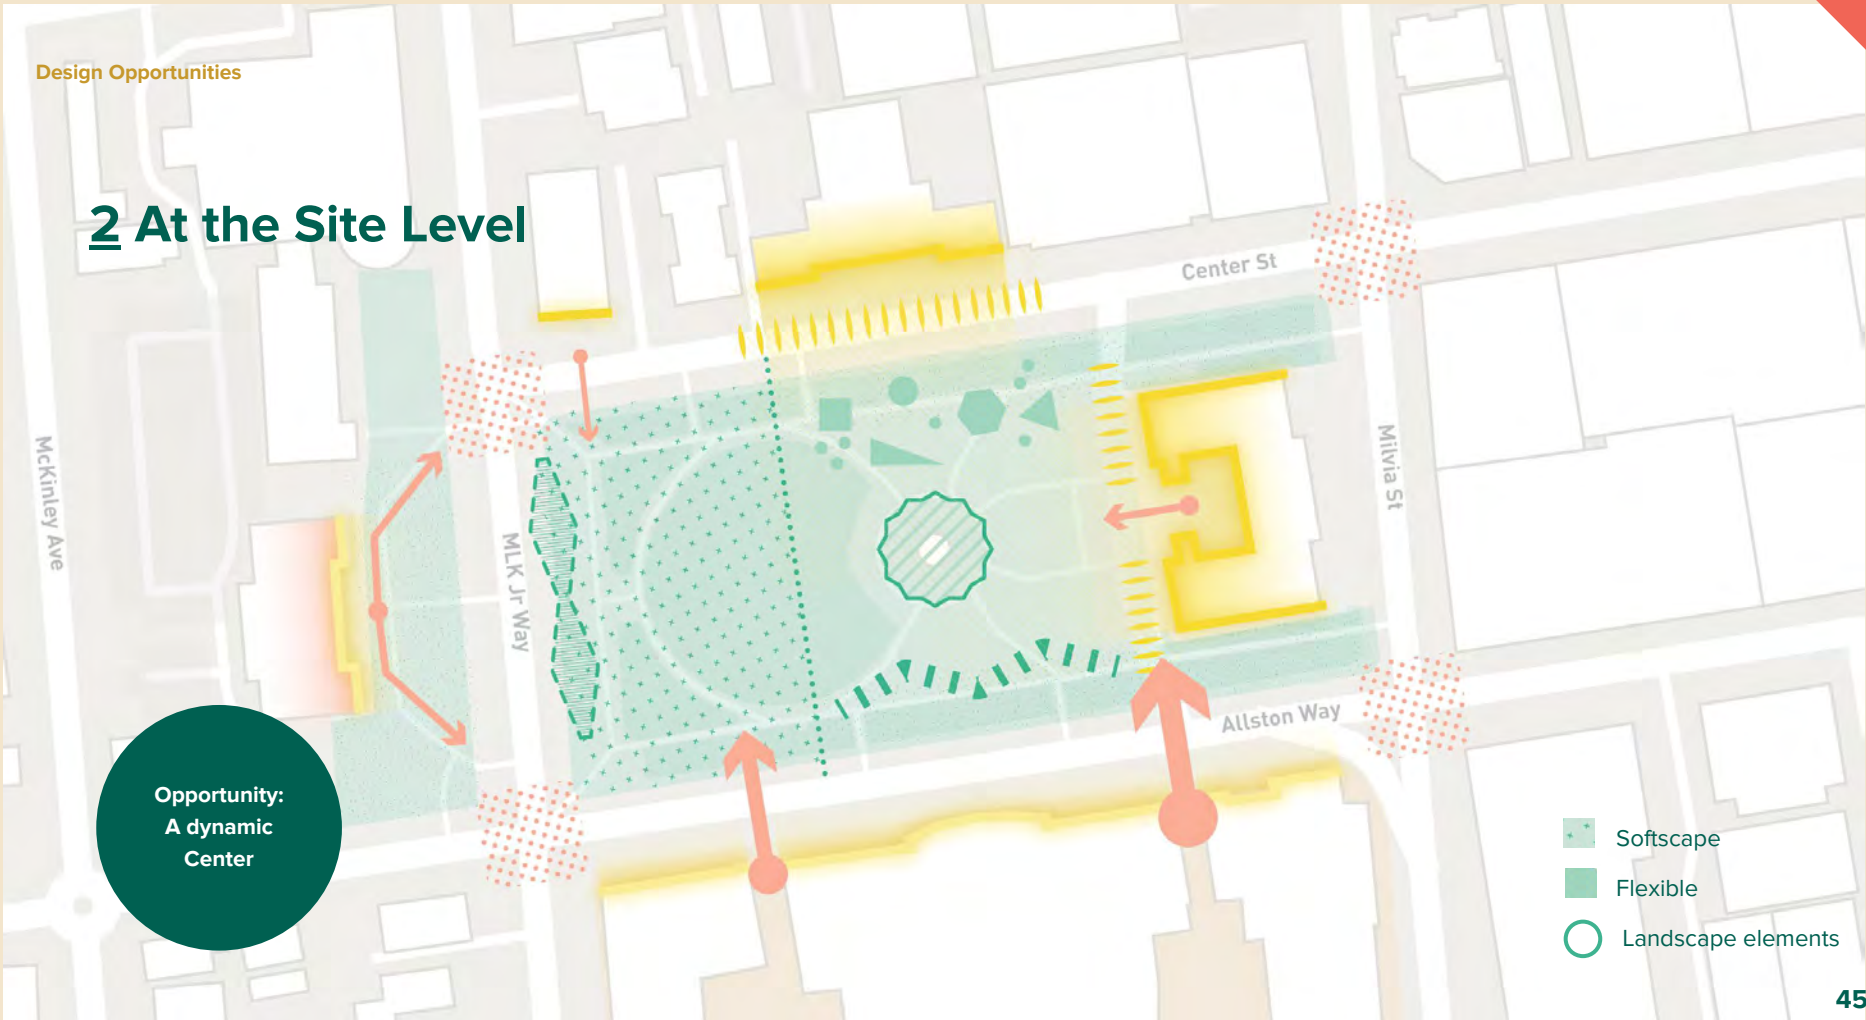 Design Opportunities
2 At the Site Level
Center St
McKinley Ave
MLK Jr Way
Milvia St
Allston Way
Opportunity:
A dynamic
Center
Softscape
Flexible
Landscape elements
45